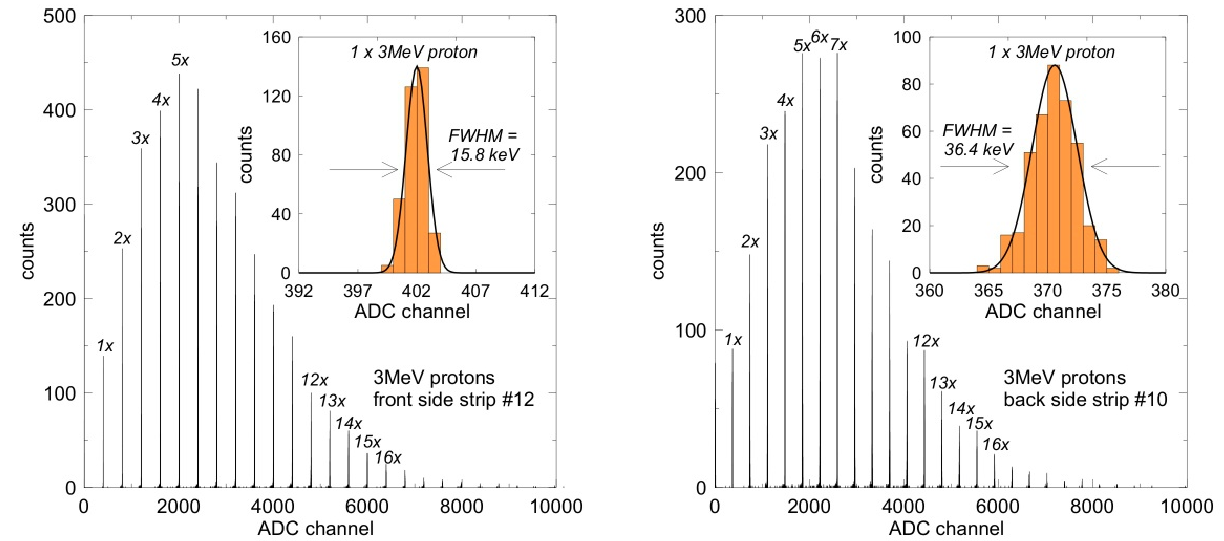 500
400
300
200
100
0
counts
1x
2x
3x
4x
5x
12x
13x
14x
15x
16x
0
2000
4000
6000
8000
10000
ADC channel
3MeV protons
front side strip #12
160
120
80
40
0
counts
1 x 3MeV proton
FWHM =
15.8 keV
392
397
402
407
412
ADC channel
300
200
100
0
counts
1x
2x
3x
4x
5x
6x
7x
12x
13x
14x
15x
16x
0
2000
4000
6000
8000
10000
ADC channel
3MeV protons
back side strip #10
100
80
60
40
20
0
counts
1 x 3MeV proton
FWHM =
36.4 keV
360
365
370
375
380
ADC channel